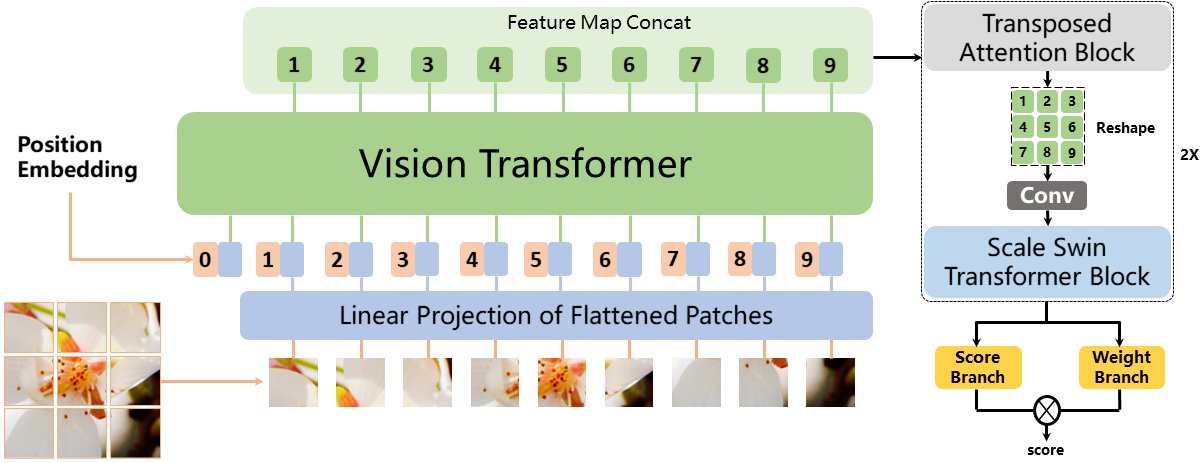 Feature Map Concat
1 2 3 4 5 6 7 8 9
Vision Transformer
Position
Embedding
0 1 2 3 4 5 6 7 8 9
Linear Projection of Flattened Patches
Transposed
Attention Block
1 2 3
4 5 6
7 8 9
Reshape
2X
Conv
Scale Swin
Transformer Block
Score
Branch
Weight
Branch
score